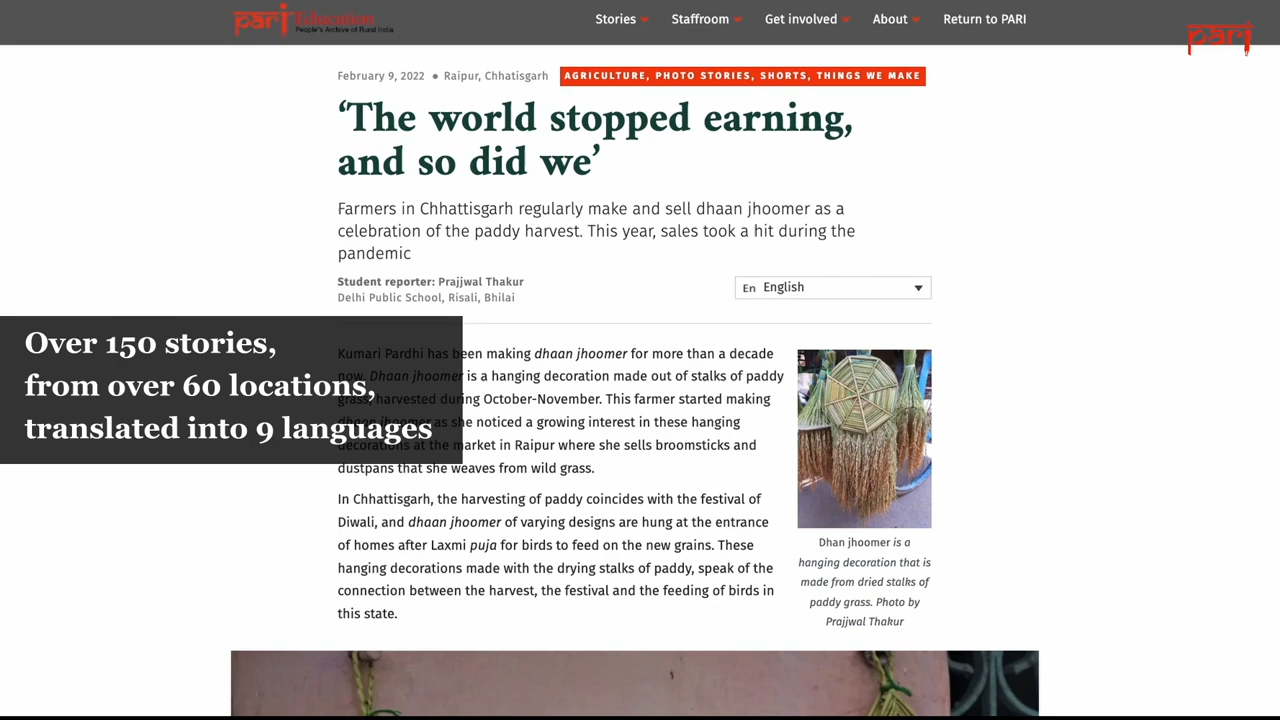 pari Education
People's Archive of Rural India
Stories Staffroom Get involved About Return to PARI
pari
February 9, 2022 ● Raipur, Chhatisgarh AGRICULTURE, PHOTO STORIES, SHORTS, THINGS WE MAKE
‘The world stopped earning,
and so did we’
Farmers in Chhattisgarh regularly make and sell dhaan jhoomer as a
celebration of the paddy harvest. This year, sales took a hit during the
pandemic
Student reporter: Prajjwal Thakur
Delhi Public School, Risali, Bhilai
En English
Over 150 stories,
from over 60 locations,
translated into 9 languages
Kumari Pardhi has been making dhaan jhoomer for more than a decade
now. Dhaan jhoomer is a hanging decoration made out of stalks of paddy
grass, harvested during October-November. This farmer started making
dhaan jhoomer as she noticed a growing interest in these hanging
decorations at the market in Raipur where she sells broomsticks and
dustpans that she weaves from wild grass.
In Chhattisgarh, the harvesting of paddy coincides with the festival of
Diwali, and dhaan jhoomer of varying designs are hung at the entrance
of homes after Laxmi puja for birds to feed on the new grains. These
hanging decorations made with the drying stalks of paddy, speak of the
connection between the harvest, the festival and the feeding of birds in
this state.
Dhan jhoomer is a
hanging decoration that is
made from dried stalks of
paddy grass. Photo by
Prajjwal Thakur